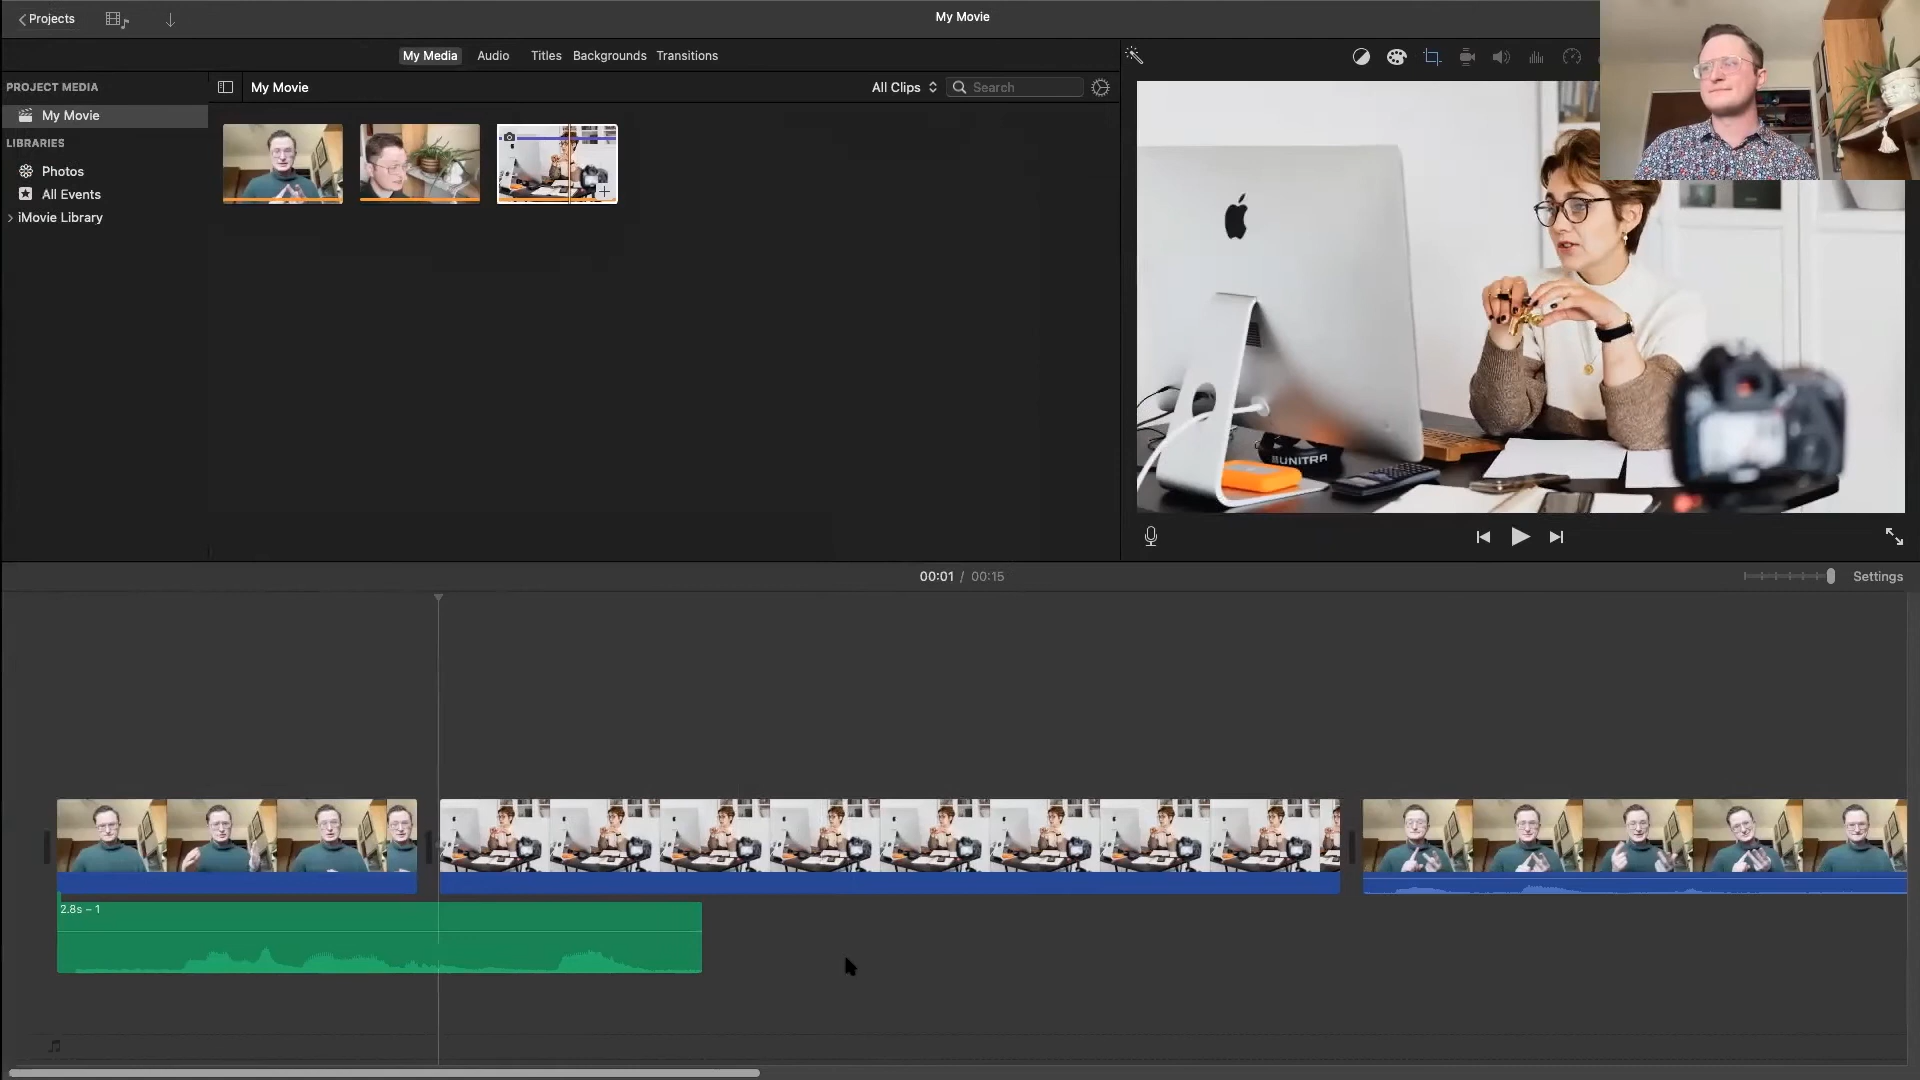 Projects
My Movie
My Media
Audio
Titles
Backgrounds
Transitions
PROJECT MEDIA
My Movie
All Clips
Search
My Movie
LIBRARIES
Photos
All Events
iMovie Library
UNITRA
00:01 / 00:15
Settings
2.8s – 1